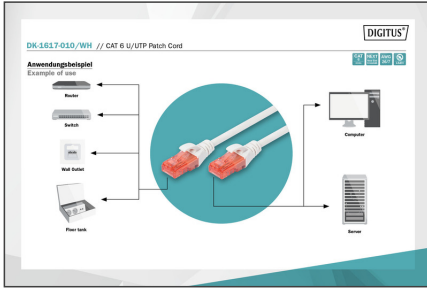 DIGITUS®
DK-1617-010/WH // CAT 6 U/UTP Patch Cord
Anwendungsbeispiel
Example of use
Router
Switch
Wall Outlet
Floor tank
Computer
Server